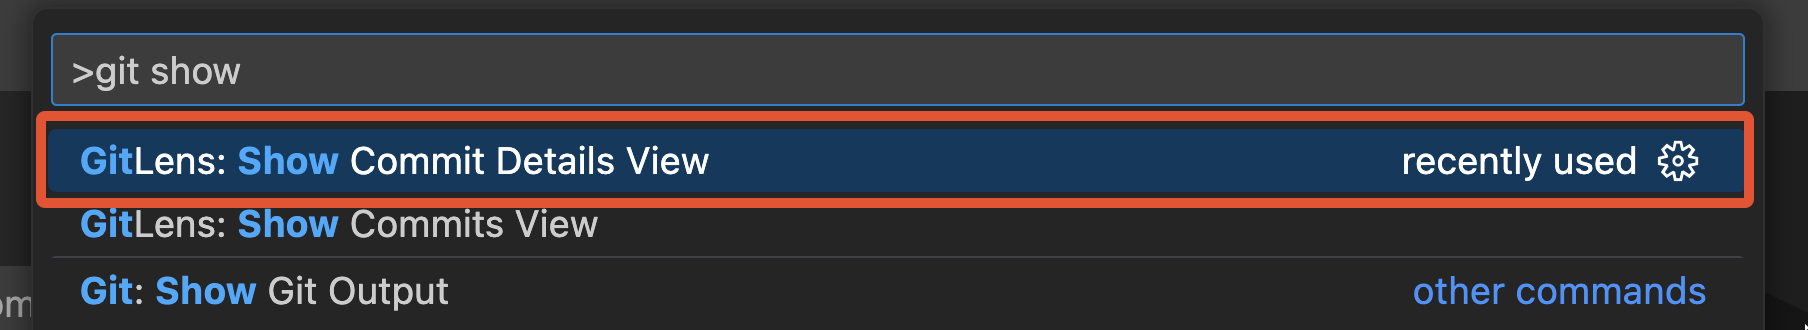 >git show
GitLens: Show Commit Details View recently used
GitLens: Show Commits View
Git: Show Git Output other commands
om